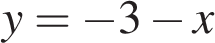 y = −3 − x